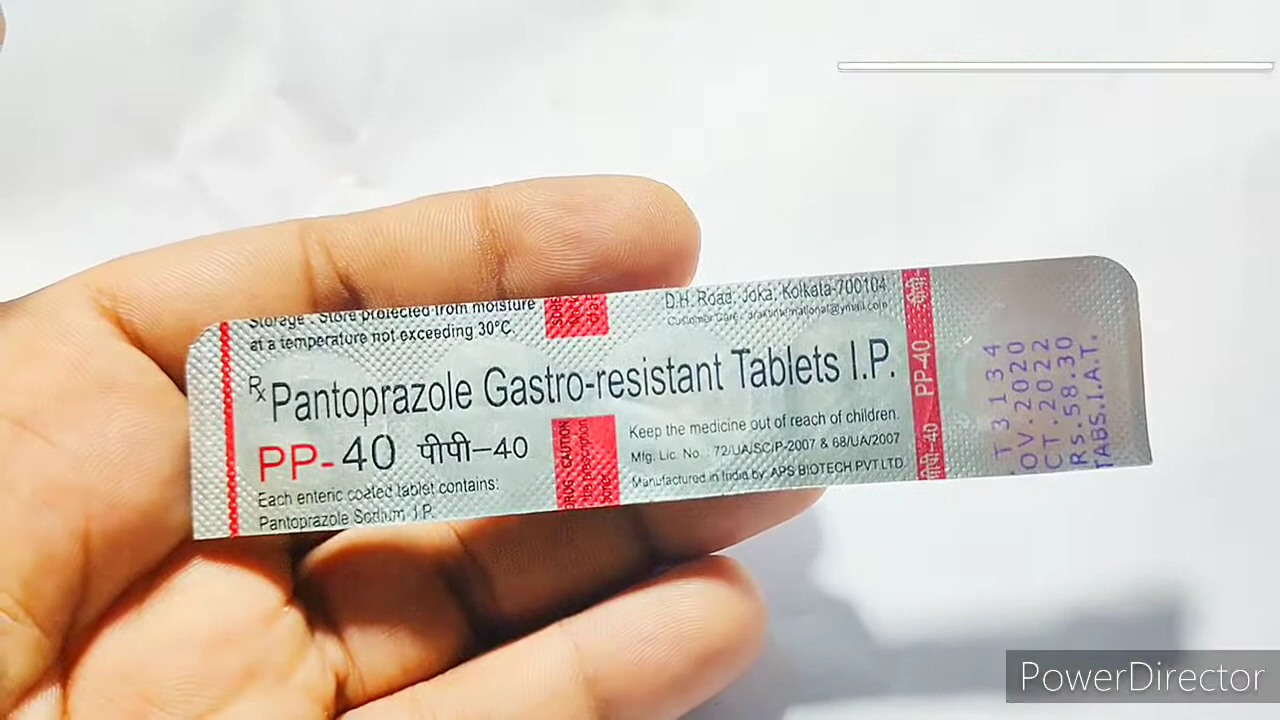 Storage - Store protected from moisture
at a temperature not exceeding 30°C.
Rx Pantoprazole Gastro-resistant Tablets I.P.
PP-40 पीपी-40
Each enteric coated tablet contains:
Pantoprazole Sodium I.P.
D.H. Road, Joka, Kolkata-700104
Keep the medicine out of reach of children.
Mfg. Lic. No. : 72/UA/SC/P-2007 & 68/UA/2007
Manufactured in India by APS BIOTECH PVT.LTD.
पीपी-40 PP-40
T3134
OV.2020
CT.2022
RS.58.30
TABS.I.A.T.
PowerDirector